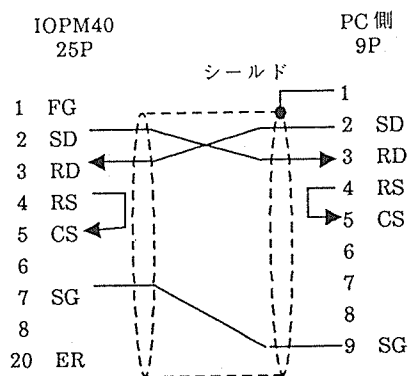 IOPM40
25P
PC側
9P
シールド
1 FG
2 SD
3 RD
4 RS
5 CS
6
7 SG
8
20 ER
1
2 SD
3 RD
4 RS
5 CS
6
7
8
9 SG